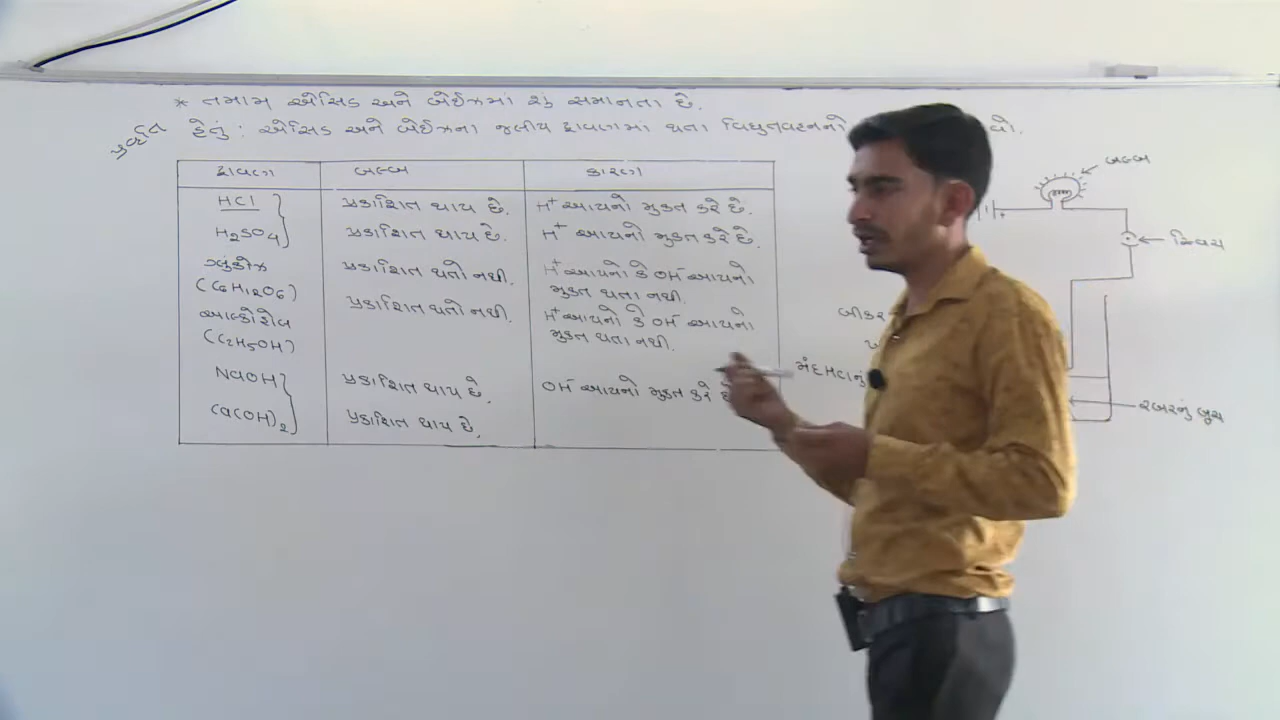 * તમામ એસિડ અને બેઈઝમાં શું સમાનતા છે.
હેતું : એસિડ અને બેઈઝના જલીય દ્રાવણમાં થતા વિદ્યુતવહનનો
દ્રાવણ બલ્બ કારણ
HCl પ્રકાશિત થાય છે. H⁺ આયનો મુક્ત કરે છે.
H₂SO₄ પ્રકાશિત થાય છે. H⁺ આયનો મુક્ત કરે છે.
ગ્લુકોઝ પ્રકાશિત થતો નથી. H⁺ આયનો કે OH⁻ આયનો
(C₆H₁₂O₆) મુક્ત થતા નથી.
આલ્કોહોલ પ્રકાશિત થતો નથી. H⁺ આયનો કે OH⁻ આયનો
(C₂H₅OH) મુક્ત થતા નથી.
NaOH પ્રકાશિત થાય છે. OH⁻ આયનો મુક્ત કરે
Ca(OH)₂ પ્રકાશિત થાય છે.
બલ્બ
સ્વિચ
બીકર
મંદ HClનું
રબરનું બૂચ